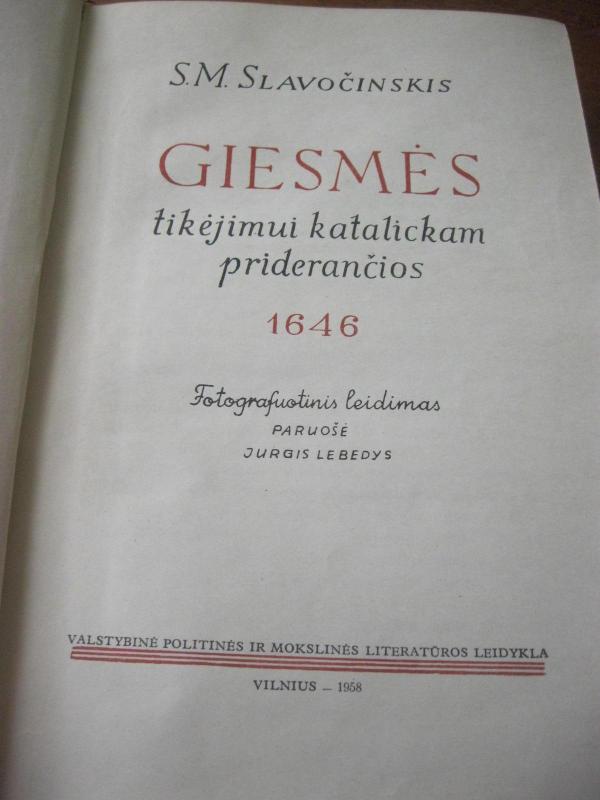 S. M. SLAVOČINSKIS
GIESMĖS
tikėjimui katalickam
priderančios
1646
Fotografuotinis leidimas
PARUOŠĖ
JURGIS LEBEDYS
VALSTYBINĖ POLITINĖS IR MOKSLINĖS LITERATŪROS LEIDYKLA
VILNIUS – 1958